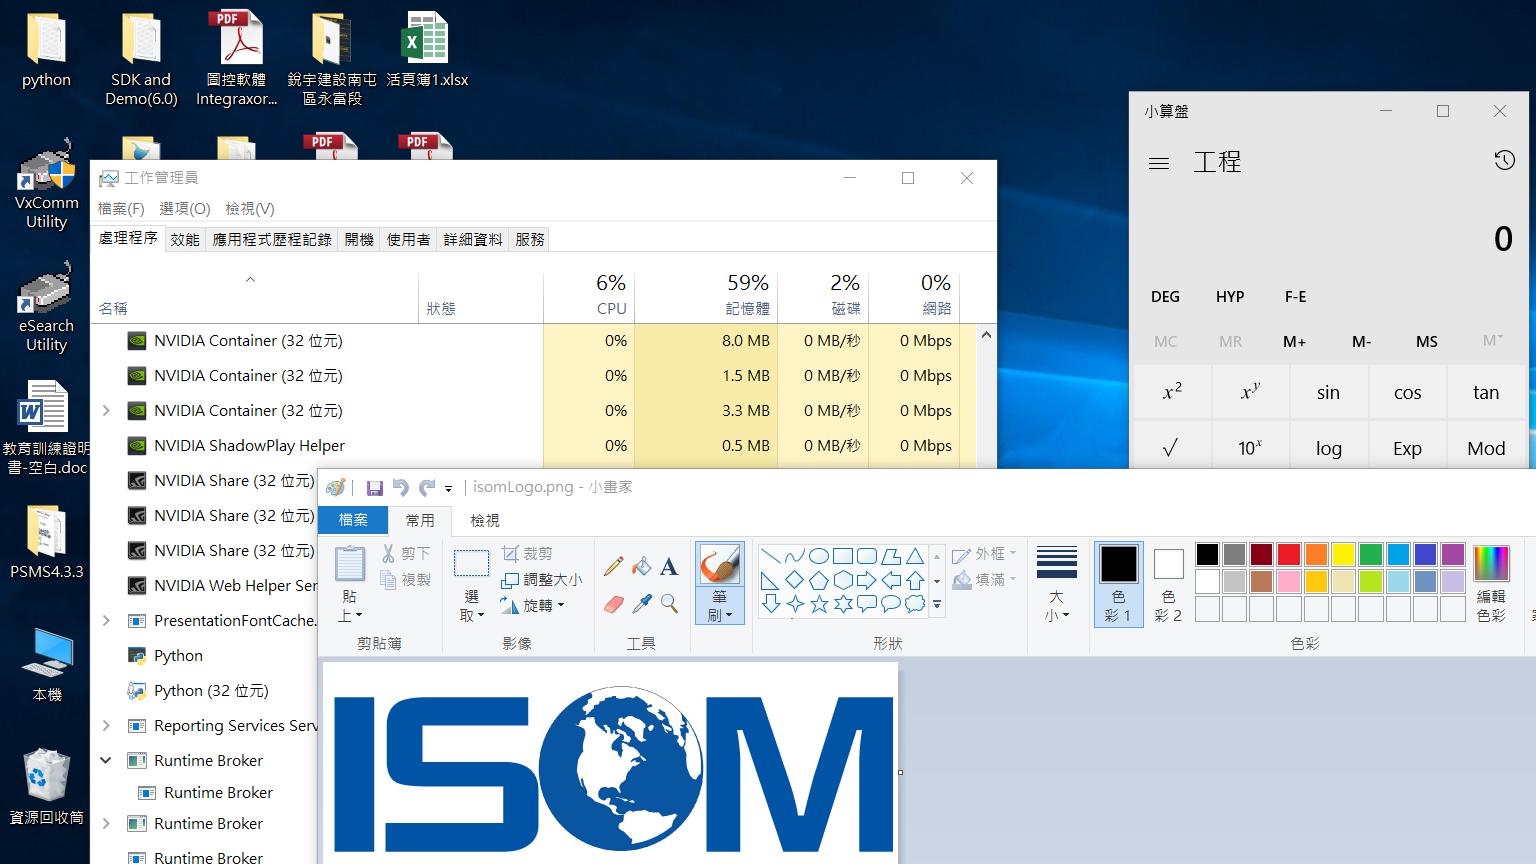 python
SDK and
Demo(6.0)
圖控軟體
Integraxor...
銳宇建設南屯
區永富段
活頁簿1.xlsx
PDF
PDF
PDF
VxComm
Utility
eSearch
Utility
教育訓練證明
書-空白.doc
PSMS4.3.3
本機
資源回收筒
工作管理員
檔案(F) 選項(O) 檢視(V)
處理程序 效能 應用程式歷程記錄 開機 使用者 詳細資料 服務
6% 59% 2% 0%
名稱 狀態 CPU 記憶體 磁碟 網路
NVIDIA Container (32 位元) 0% 8.0 MB 0 MB/秒 0 Mbps
NVIDIA Container (32 位元) 0% 1.5 MB 0 MB/秒 0 Mbps
NVIDIA Container (32 位元) 0% 3.3 MB 0 MB/秒 0 Mbps
NVIDIA ShadowPlay Helper 0% 0.5 MB 0 MB/秒 0 Mbps
NVIDIA Share (32 位元)
NVIDIA Share (32 位元)
NVIDIA Share (32 位元)
NVIDIA Web Helper Ser
PresentationFontCache.
Python
Python (32 位元)
Reporting Services Serv
Runtime Broker
Runtime Broker
Runtime Broker
Runtime Broker
小算盤
工程
0
DEG HYP F-E
MC MR M+ M- MS M˅
x² xʸ sin cos tan
√ 10ˣ log Exp Mod
isomLogo.png - 小畫家
檔案 常用 檢視
貼
上
剪下
複製
剪貼簿
選
取
裁剪
調整大小
旋轉
影像
A
工具
筆
刷
外框
填滿
形狀
大
小
色
彩 1
色
彩 2
編輯
色彩
色彩
ISOM